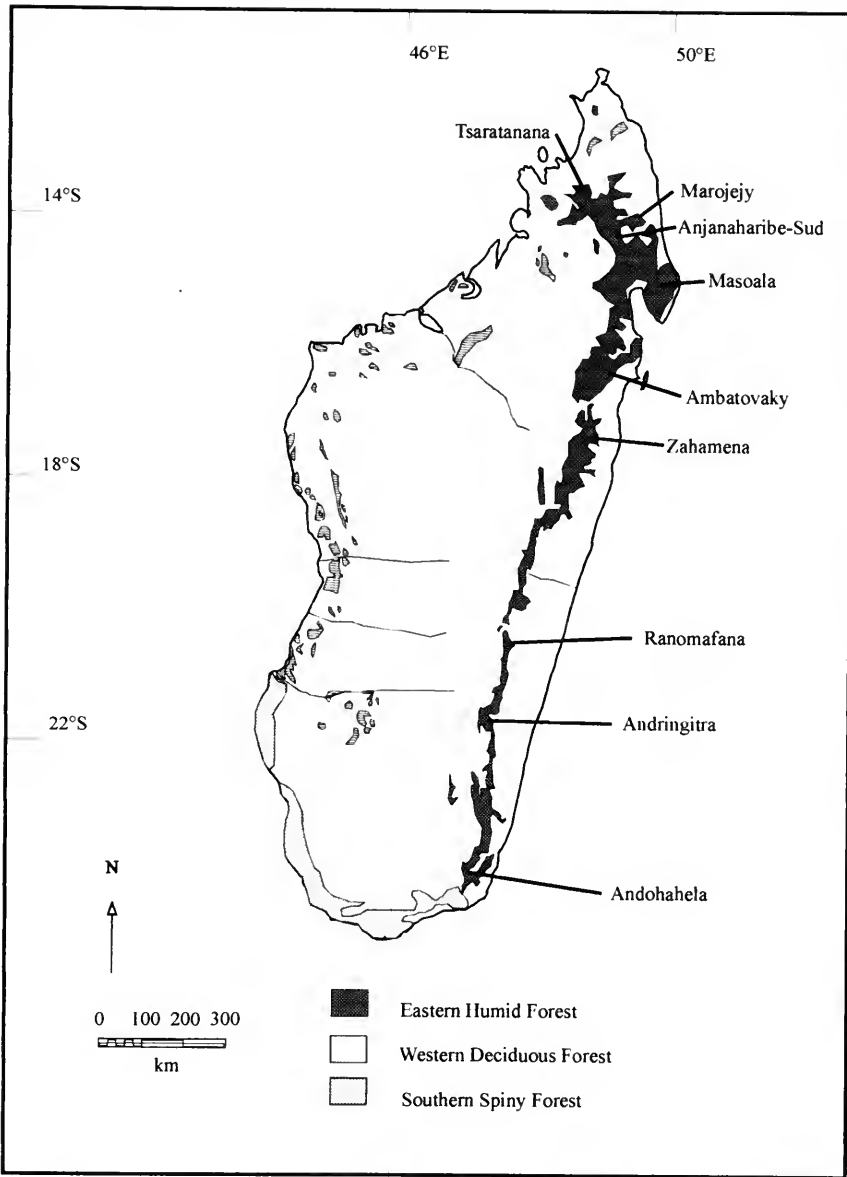 46°E 50°E
Tsaratanana
14°S
Marojejy
Anjanaharibe-Sud
Masoala
Ambatovaky
Zahamena
18°S
Ranomafana
Andringitra
22°S
N
Andohahela
0 100 200 300
km
Eastern Humid Forest
Western Deciduous Forest
Southern Spiny Forest